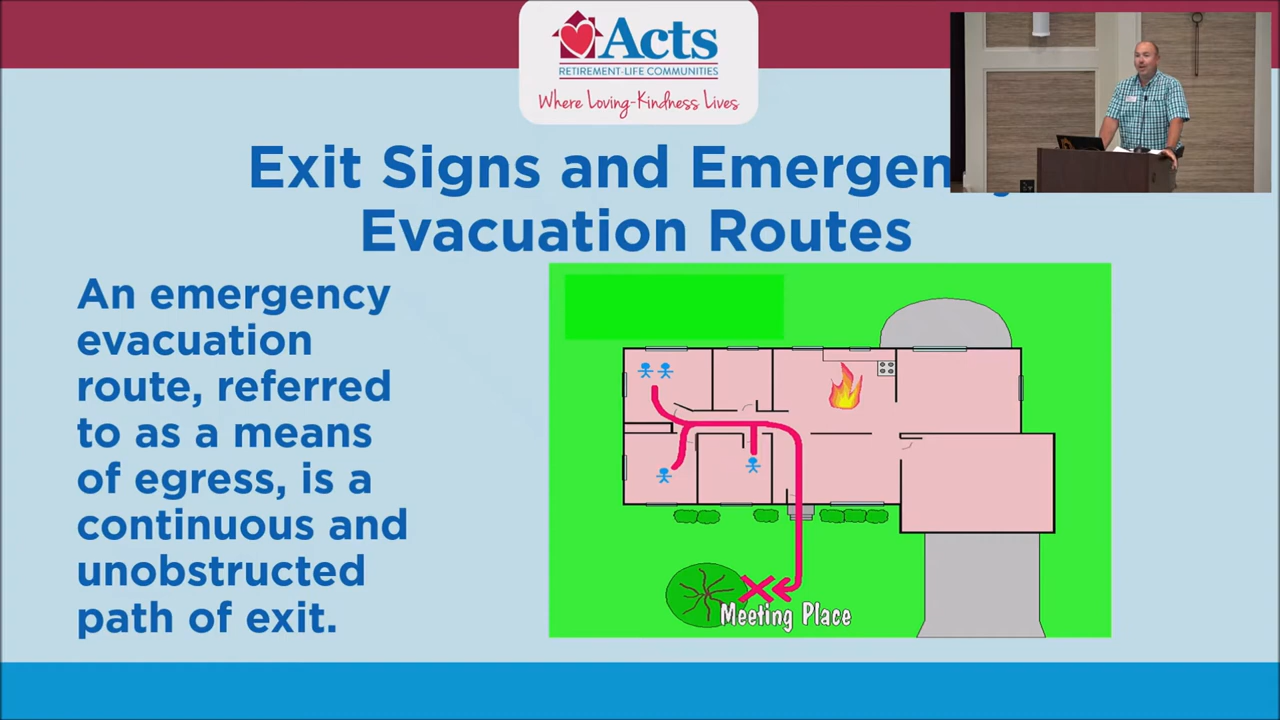 Acts
RETIREMENT-LIFE COMMUNITIES
Where Loving-Kindness Lives
Exit Signs and Emergen
Evacuation Routes
An emergency
evacuation
route, referred
to as a means
of egress, is a
continuous and
unobstructed
path of exit.
Meeting Place